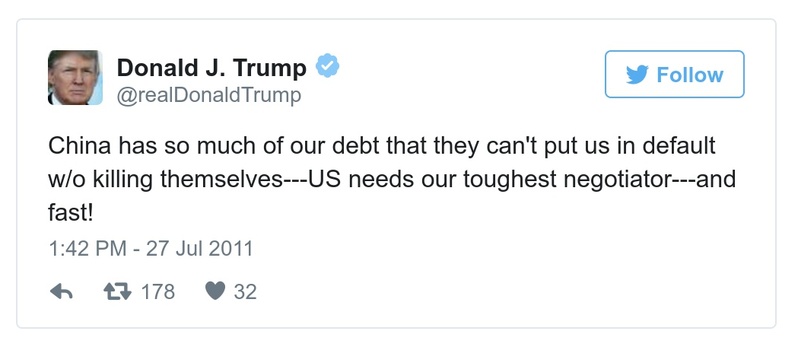 Donald J. Trump
@realDonaldTrump
Follow
China has so much of our debt that they can't put us in default
w/o killing themselves---US needs our toughest negotiator---and
fast!
1:42 PM - 27 Jul 2011
178 32